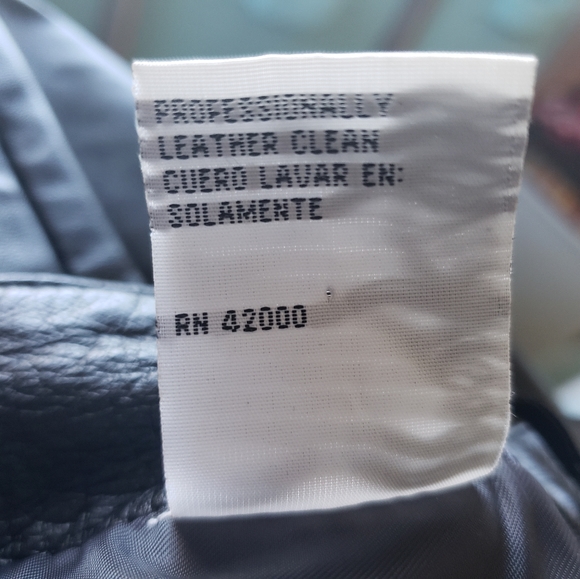 PROFESSIONALLY
LEATHER CLEAN
CUERO LAVAR EN:
SOLAMENTE
RN 42000